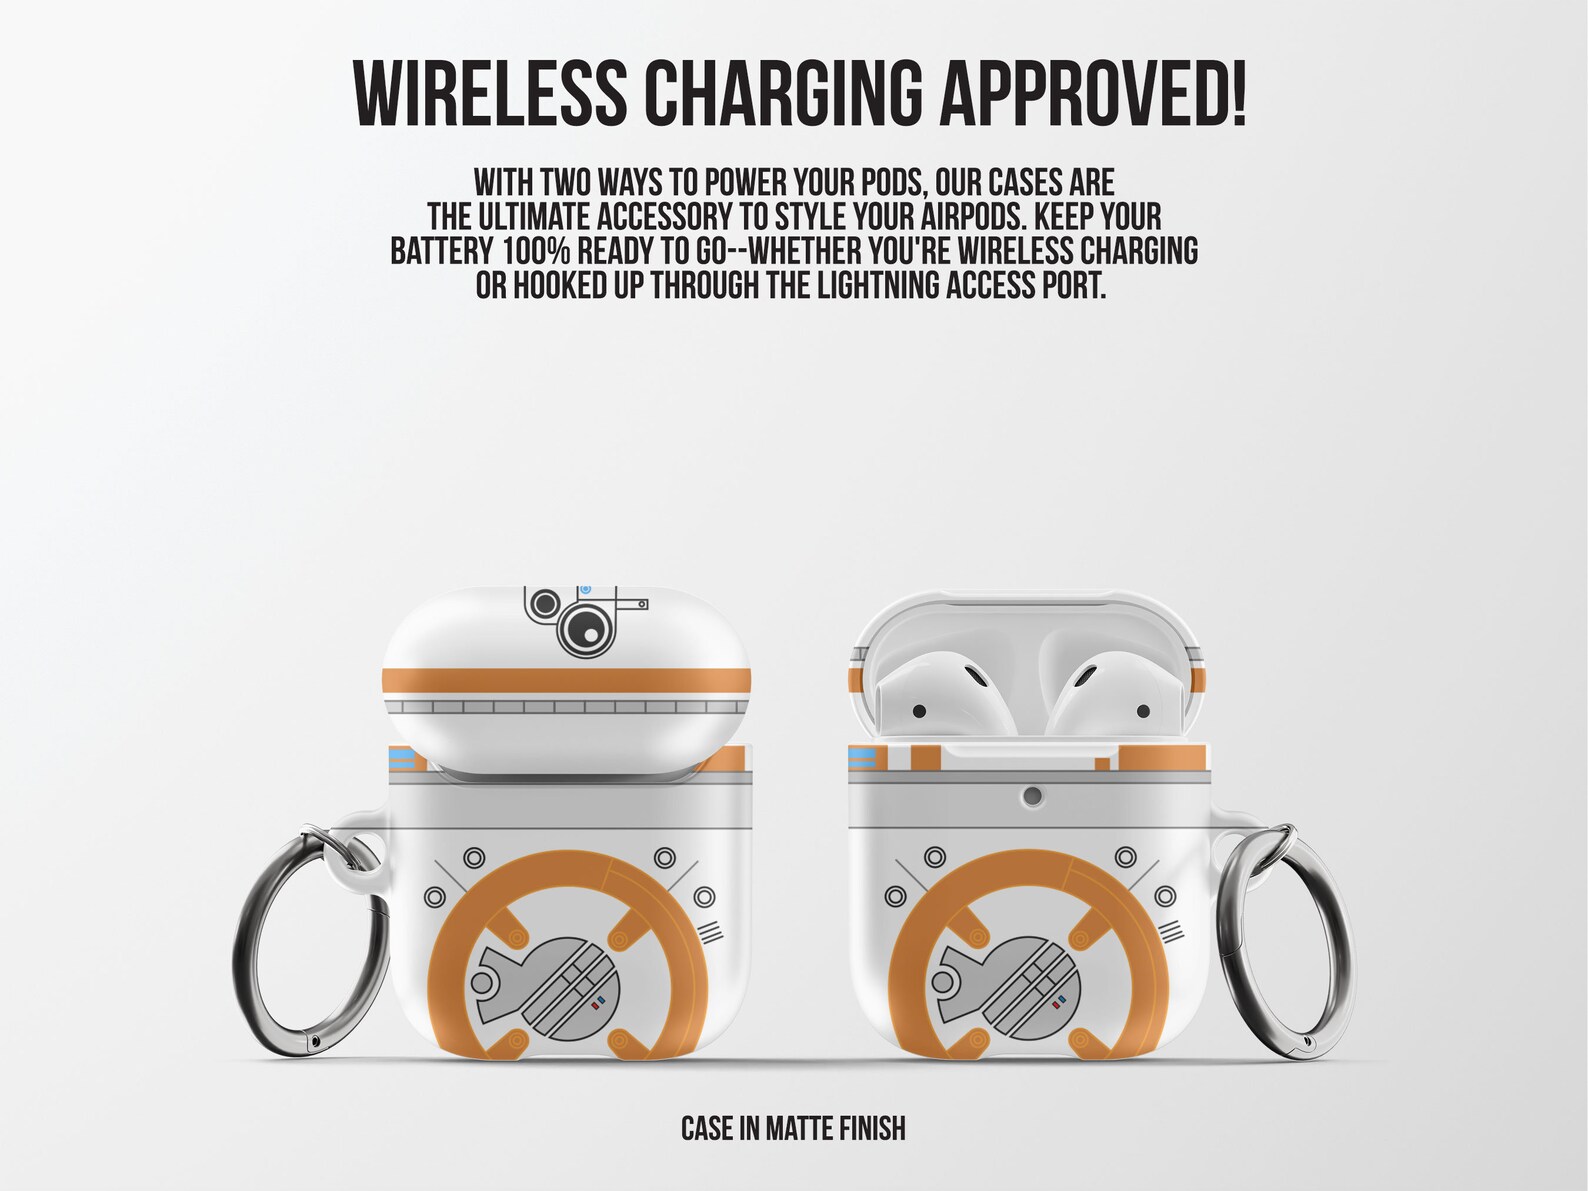 WIRELESS CHARGING APPROVED!
WITH TWO WAYS TO POWER YOUR PODS, OUR CASES ARE
THE ULTIMATE ACCESSORY TO STYLE YOUR AIRPODS. KEEP YOUR
BATTERY 100% READY TO GO--WHETHER YOU'RE WIRELESS CHARGING
OR HOOKED UP THROUGH THE LIGHTNING ACCESS PORT.
CASE IN MATTE FINISH